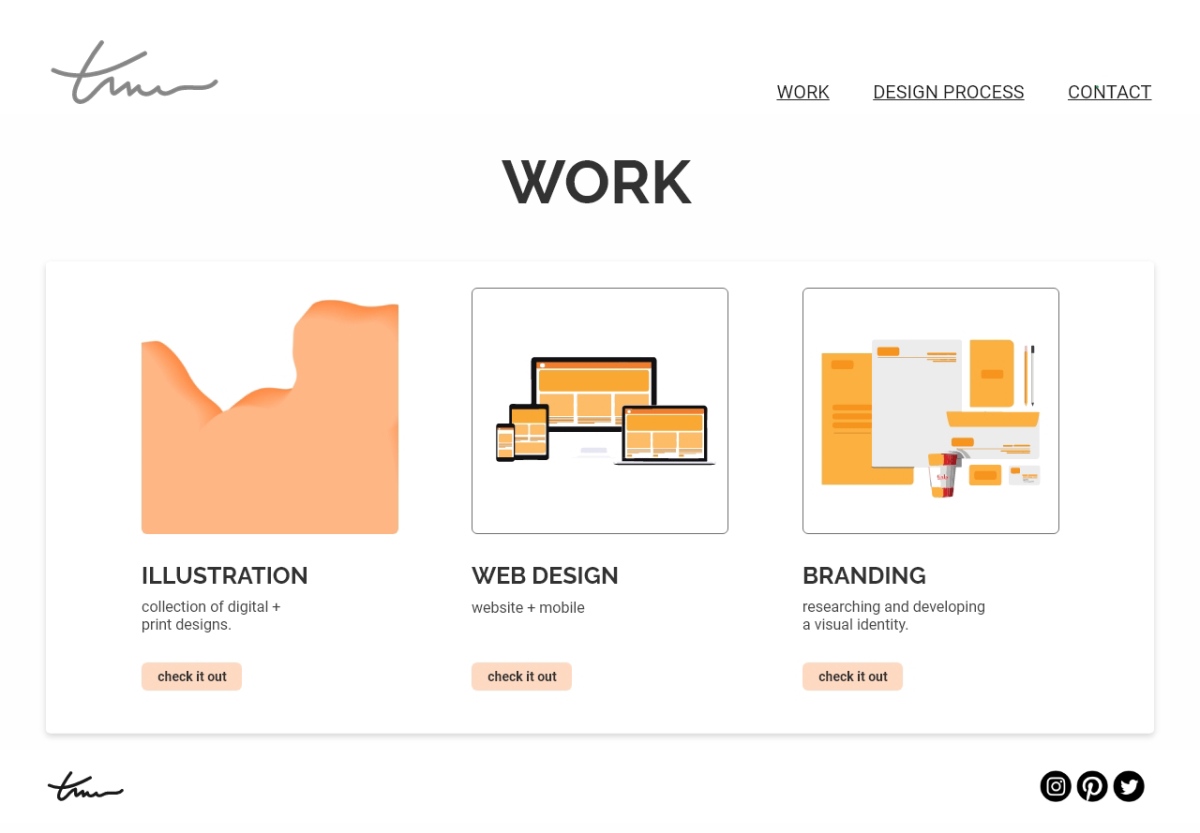 WORK
DESIGN PROCESS
CONTACT
WORK
ILLUSTRATION
collection of digital +
print designs.
check it out
WEB DESIGN
website + mobile
check it out
BRANDING
researching and developing
a visual identity.
check it out